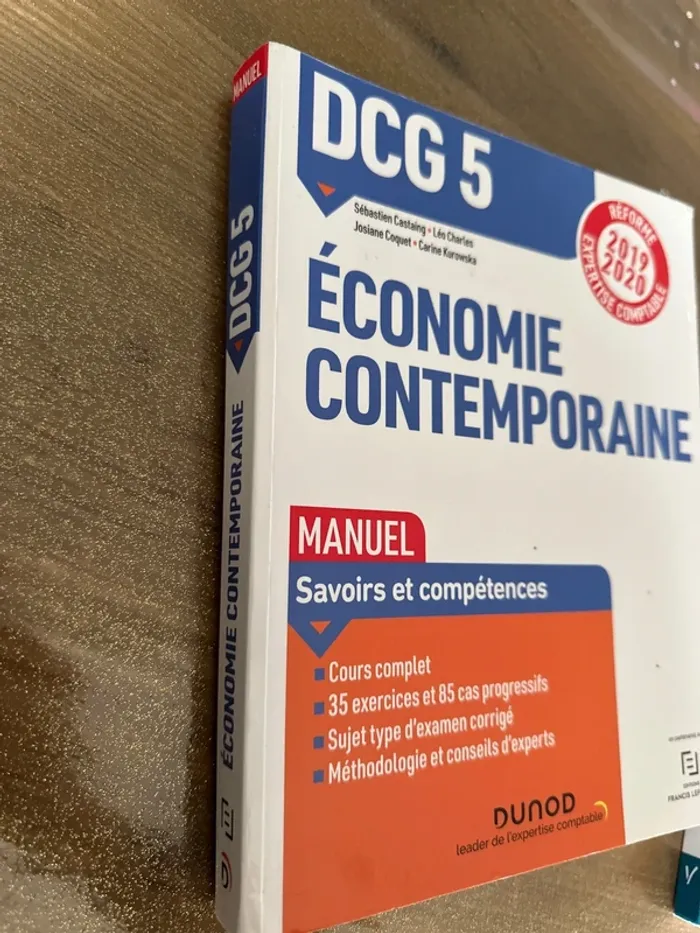 MANUEL
DCG 5
ÉCONOMIE CONTEMPORAINE
DCG 5
Sébastien Castaing • Léo Charles
Josiane Coquet • Carine Kurowska
RÉFORME
2019
2020
EXPERTISE COMPTABLE
ÉCONOMIE
CONTEMPORAINE
MANUEL
Savoirs et compétences
Cours complet
35 exercices et 85 cas progressifs
Sujet type d'examen corrigé
Méthodologie et conseils d'experts
DUNOD
leader de l'expertise comptable
FRANCIS